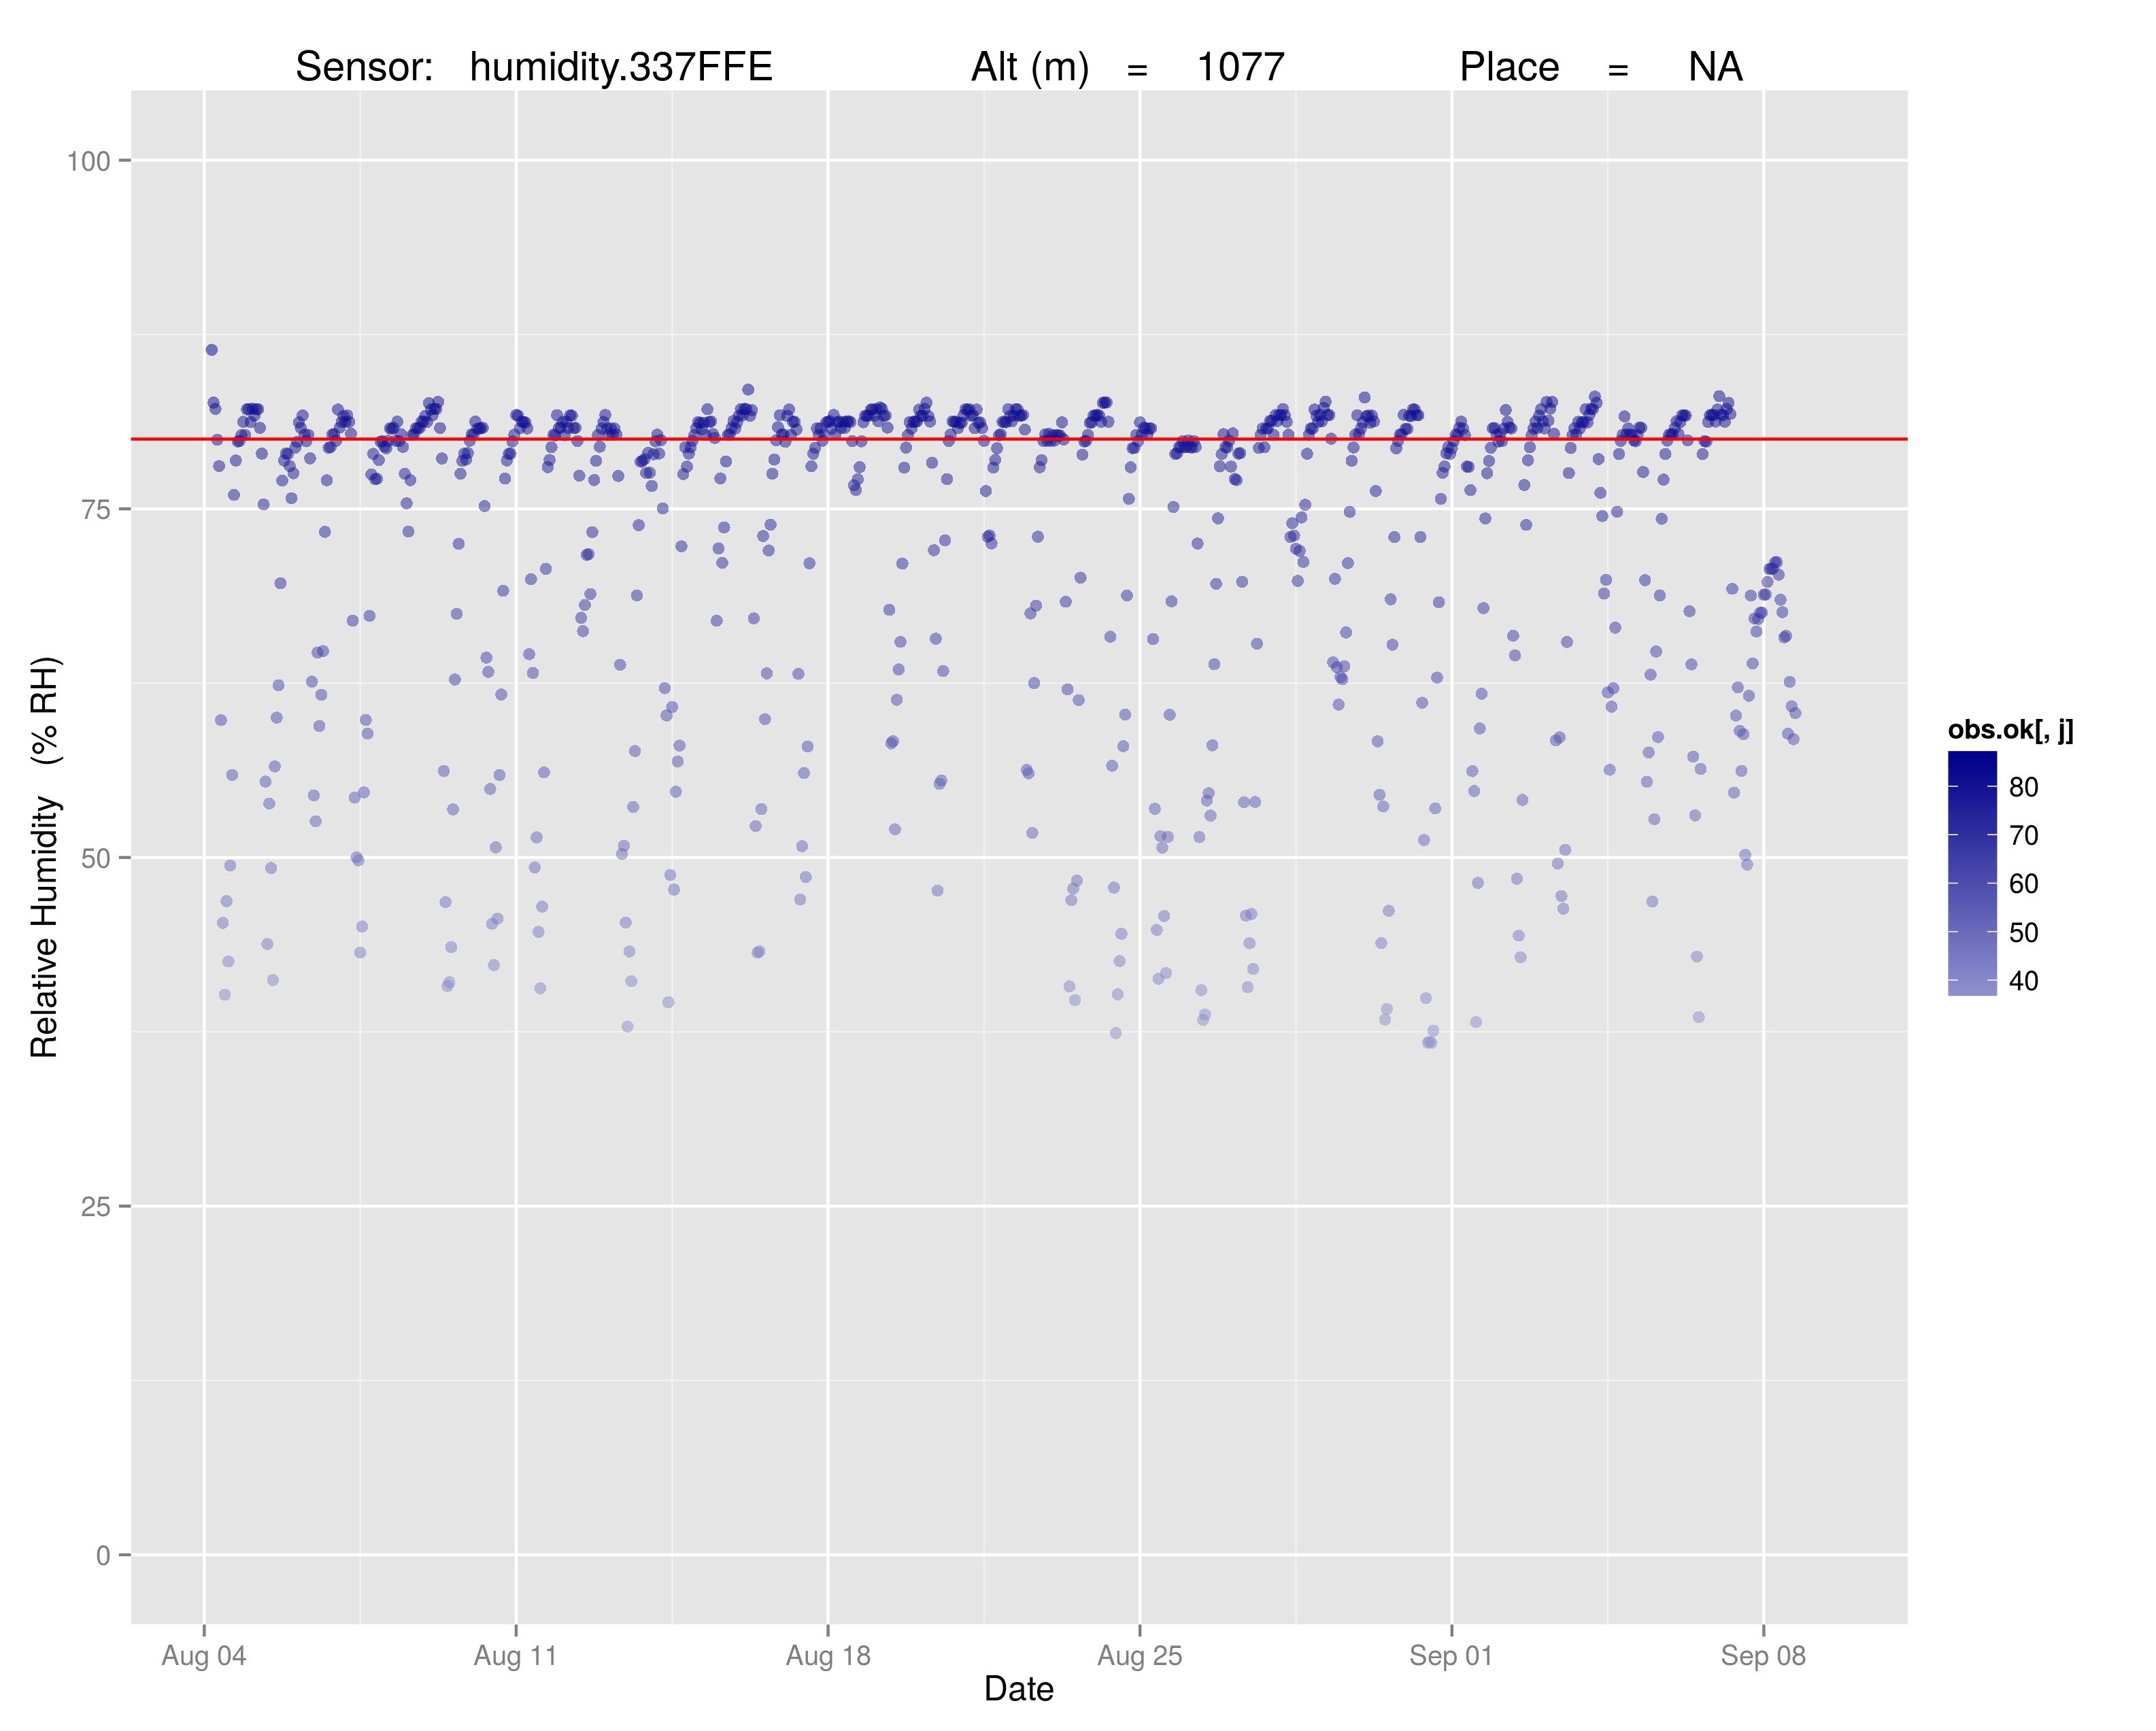 Sensor: humidity.337FFE Alt (m) = 1077 Place = NA
100
75
50
25
0
Relative Humidity (% RH)
Aug 04 Aug 11 Aug 18 Aug 25 Sep 01 Sep 08
Date
obs.ok[, j]
80
70
60
50
40